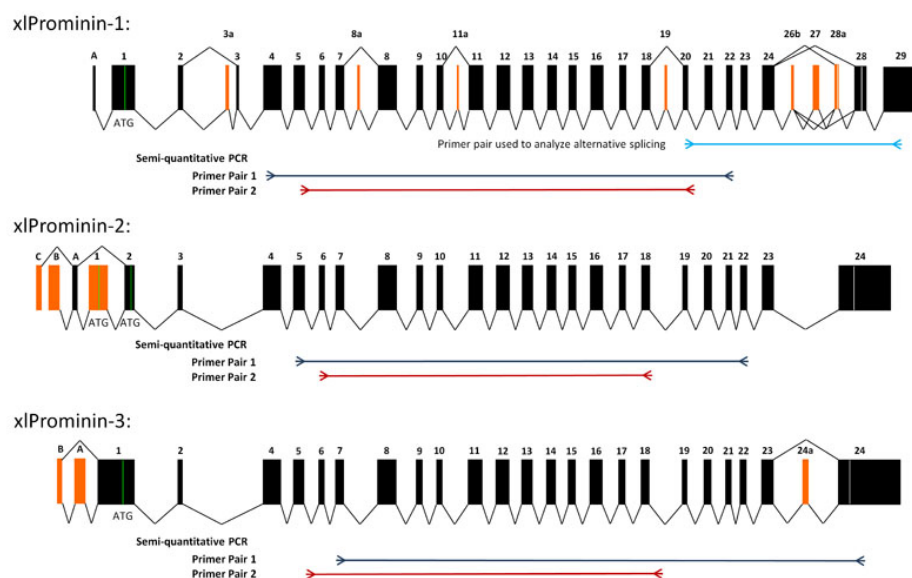 xlProminin-1:
3a 8a 11a 19 26b 27 28a
A 1 2 3 4 5 6 7 8 9 10 11 12 13 14 15 16 17 18 20 21 22 23 24 28 29
ATG
Primer pair used to analyze alternative splicing
Semi-quantitative PCR
Primer Pair 1
Primer Pair 2
xlProminin-2:
C B A 1 2 3 4 5 6 7 8 9 10 11 12 13 14 15 16 17 18 19 20 21 22 23 24
ATG ATG
Semi-quantitative PCR
Primer Pair 1
Primer Pair 2
xlProminin-3:
B A 1 2 4 5 6 7 8 9 10 11 12 13 14 15 16 17 18 19 20 21 22 23 24a 24
ATG
Semi-quantitative PCR
Primer Pair 1
Primer Pair 2